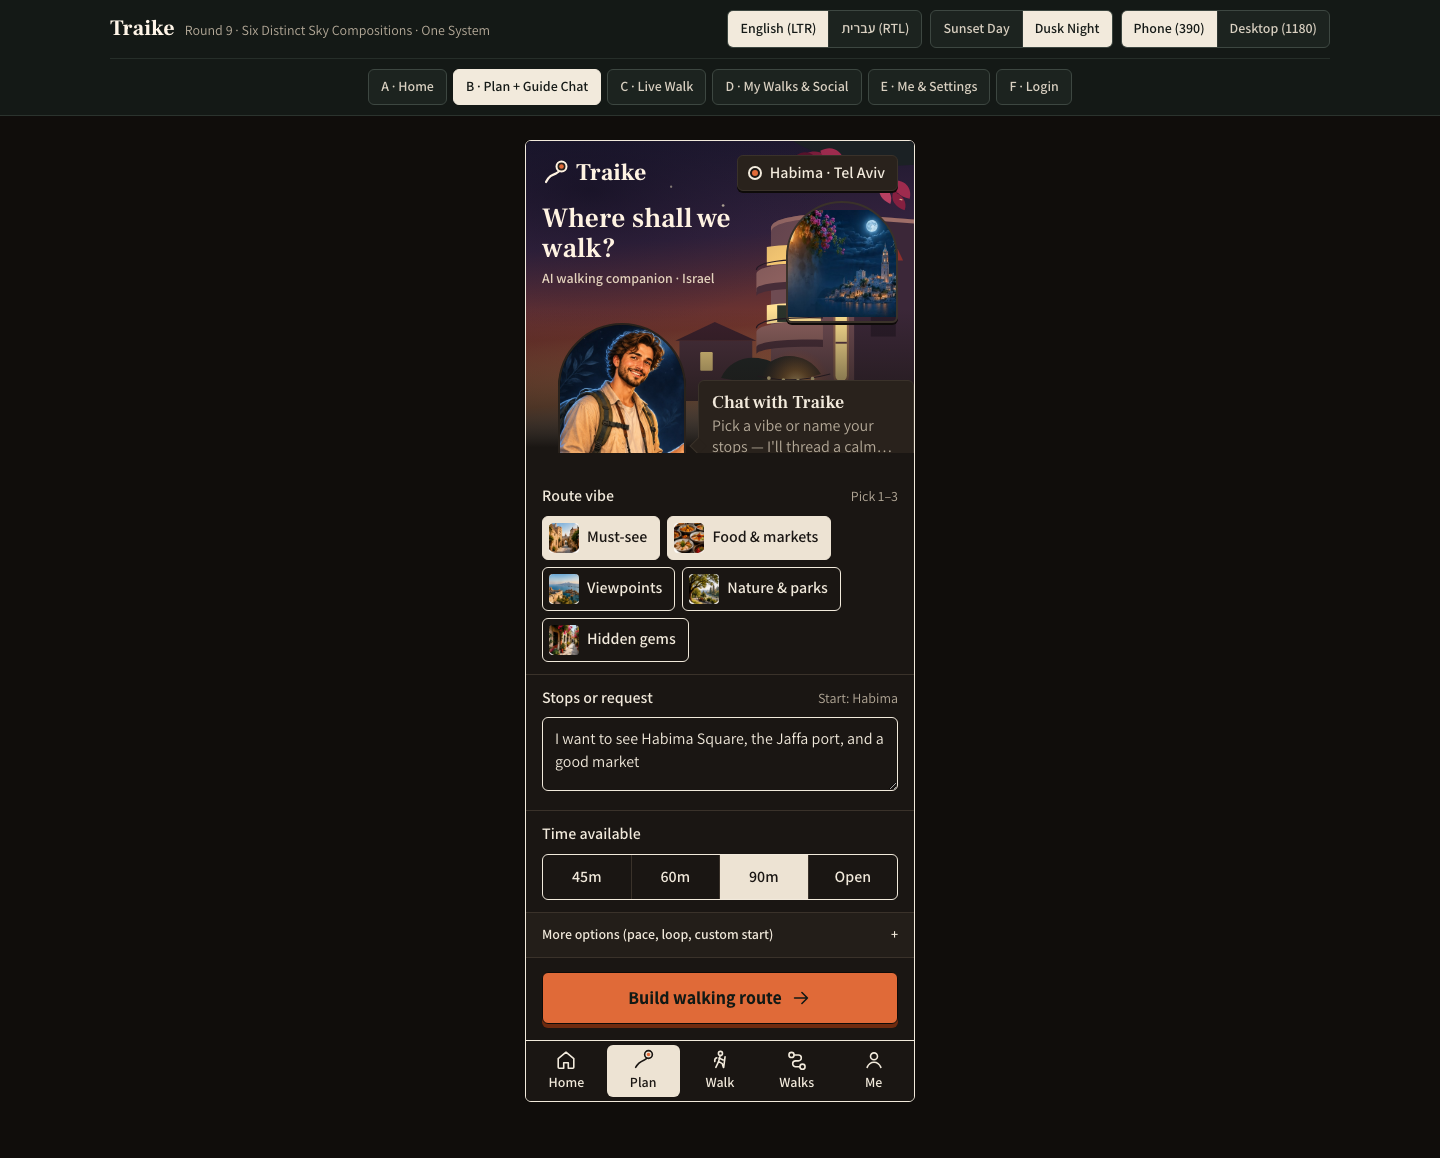 Traike Round 9 · Six Distinct Sky Compositions · One System
English (LTR) עברית (RTL) Sunset Day Dusk Night Phone (390) Desktop (1180)
A · Home B · Plan + Guide Chat C · Live Walk D · My Walks & Social E · Me & Settings F · Login
Traike Habima · Tel Aviv
Where shall we
walk?
AI walking companion · Israel
Chat with Traike
Pick a vibe or name your
stops — I'll thread a calm…
Route vibe Pick 1–3
Must-see Food & markets
Viewpoints Nature & parks
Hidden gems
Stops or request Start: Habima
I want to see Habima Square, the Jaffa port, and a
good market
Time available
45m 60m 90m Open
More options (pace, loop, custom start) +
Build walking route →
Home Plan Walk Walks Me